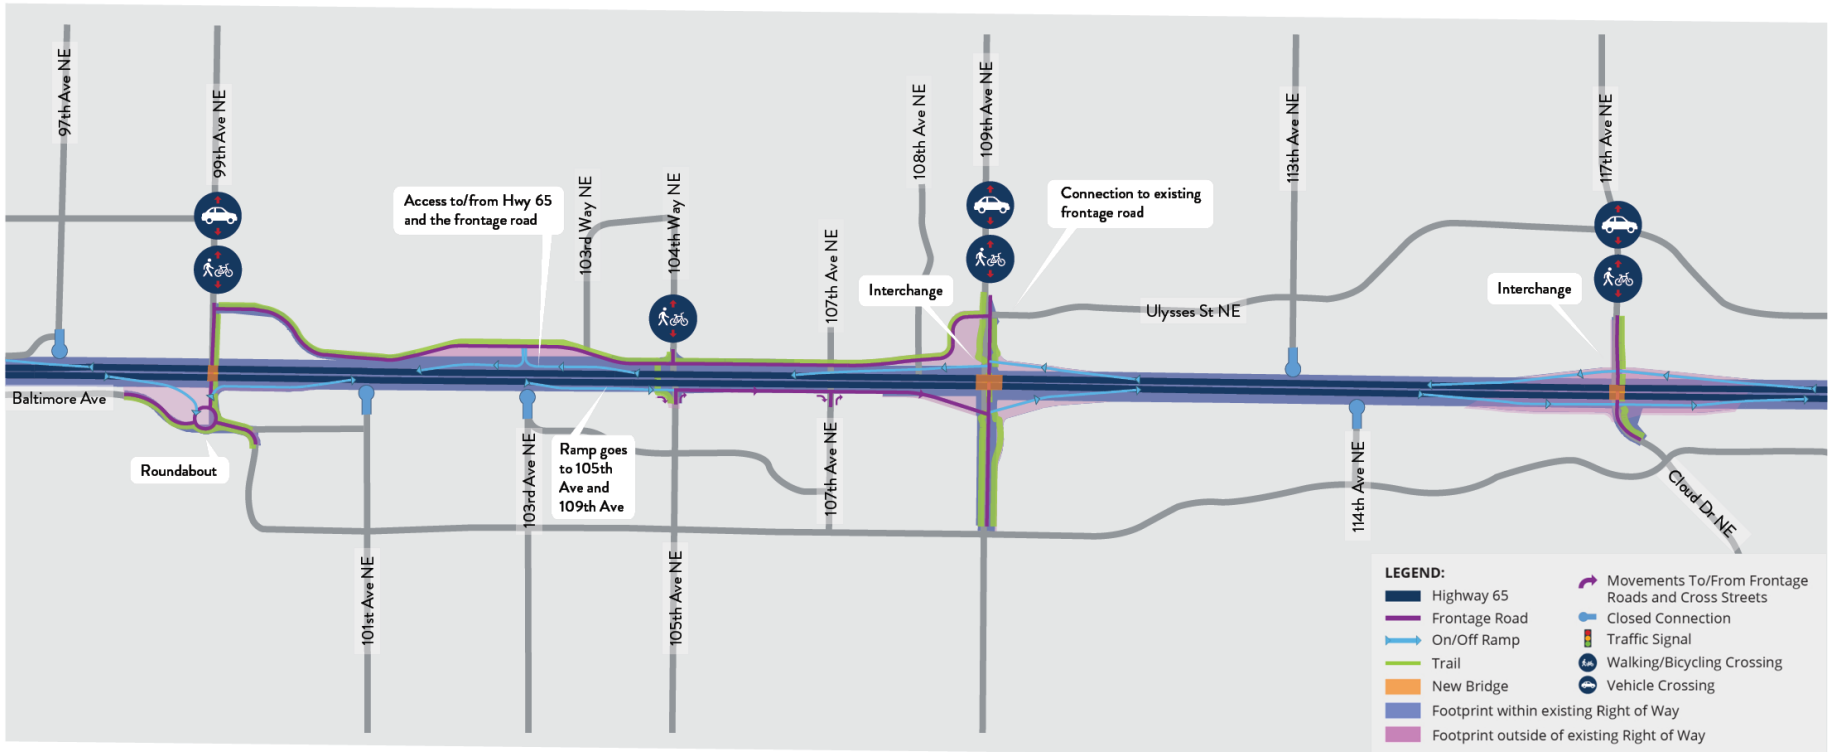 97th Ave NE
99th Ave NE
103rd Way NE
104th Way NE
107th Ave NE
108th Ave NE
109th Ave NE
113th Ave NE
117th Ave NE
Access to/from Hwy 65
and the frontage road
Connection to existing
frontage road
Interchange
Interchange
Ulysses St NE
Baltimore Ave
Roundabout
Ramp goes
to 105th
Ave and
109th Ave
101st Ave NE
103rd Ave NE
105th Ave NE
107th Ave NE
114th Ave NE
Cloud Dr NE
LEGEND:
Highway 65
Frontage Road
On/Off Ramp
Trail
New Bridge
Footprint within existing Right of Way
Footprint outside of existing Right of Way
Movements To/From Frontage
Roads and Cross Streets
Closed Connection
Traffic Signal
Walking/Bicycling Crossing
Vehicle Crossing